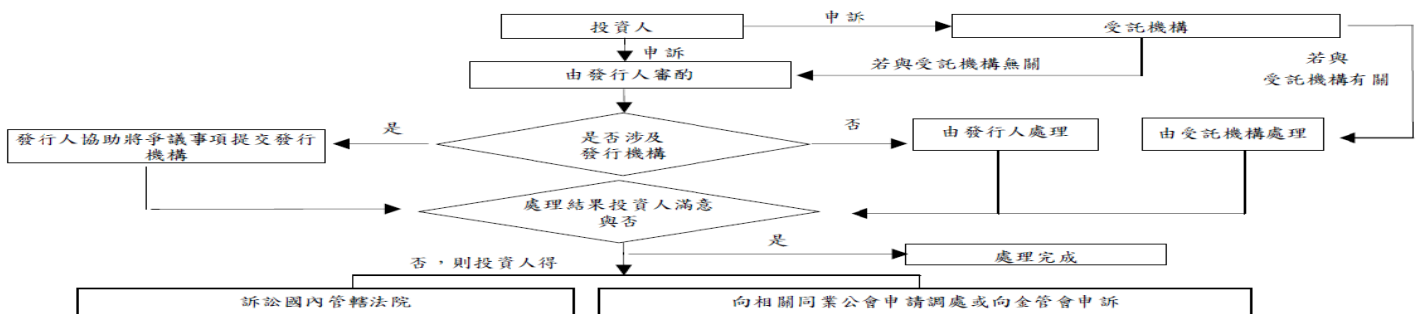 投資人
申訴
受託機構
申訴
若與受託機構無關
若與
受託機構有關
由發行人審酌
是
是否涉及
發行機構
否
發行人協助將爭議事項提交發行
機構
由發行人處理
由受託機構處理
處理結果投資人滿意
與否
是
處理完成
否，則投資人得
訴訟國內管轄法院
向相關同業公會申請調處或向金管會申訴